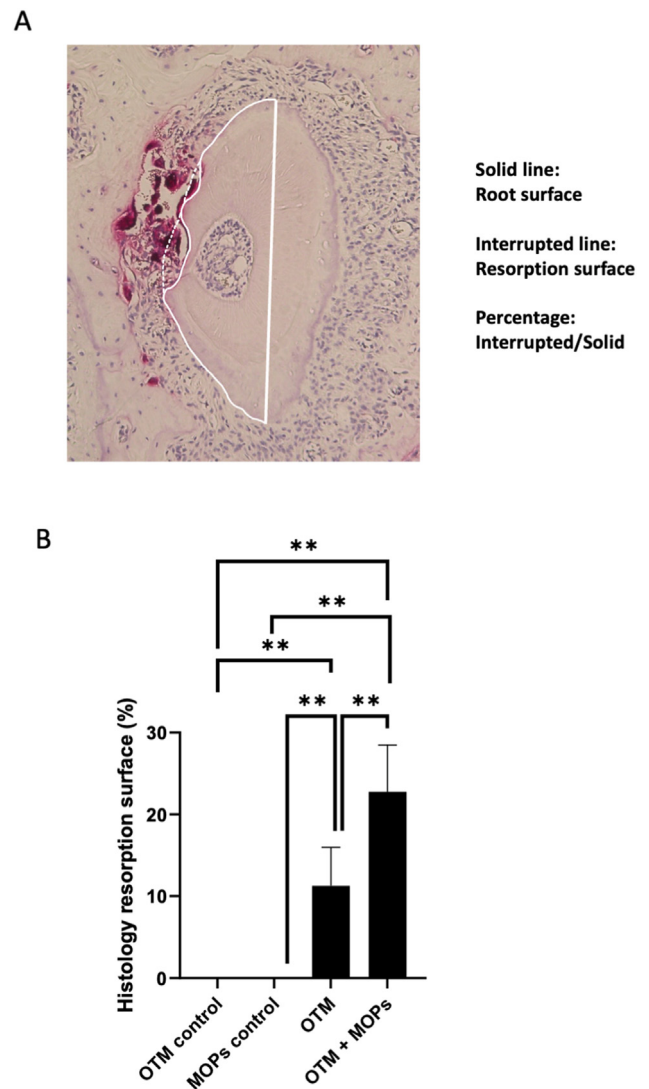 A
Solid line:
Root surface
Interrupted line:
Resorption surface
Percentage:
Interrupted/Solid
B
**
**
**
** **
Histology resorption surface (%)
30
20
10
0
OTM control
MOPs control
OTM
OTM + MOPs